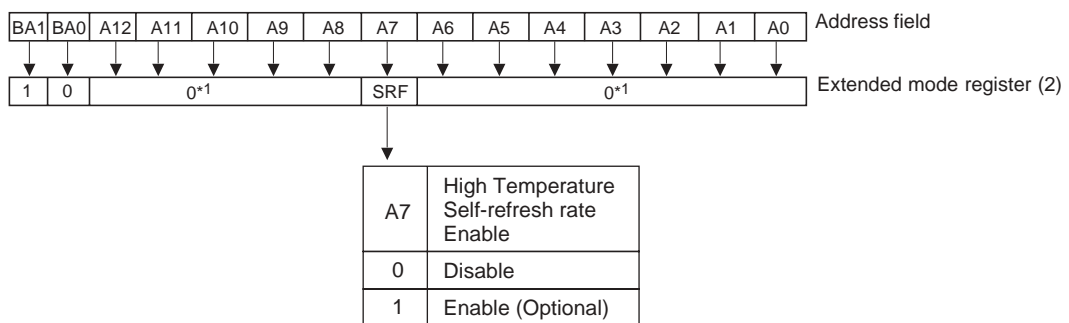 BA1 BA0 A12 A11 A10 A9 A8 A7 A6 A5 A4 A3 A2 A1 A0 Address field
1 0 0*1 SRF 0*1 Extended mode register (2)
A7 High Temperature
Self-refresh rate
Enable
0 Disable
1 Enable (Optional)